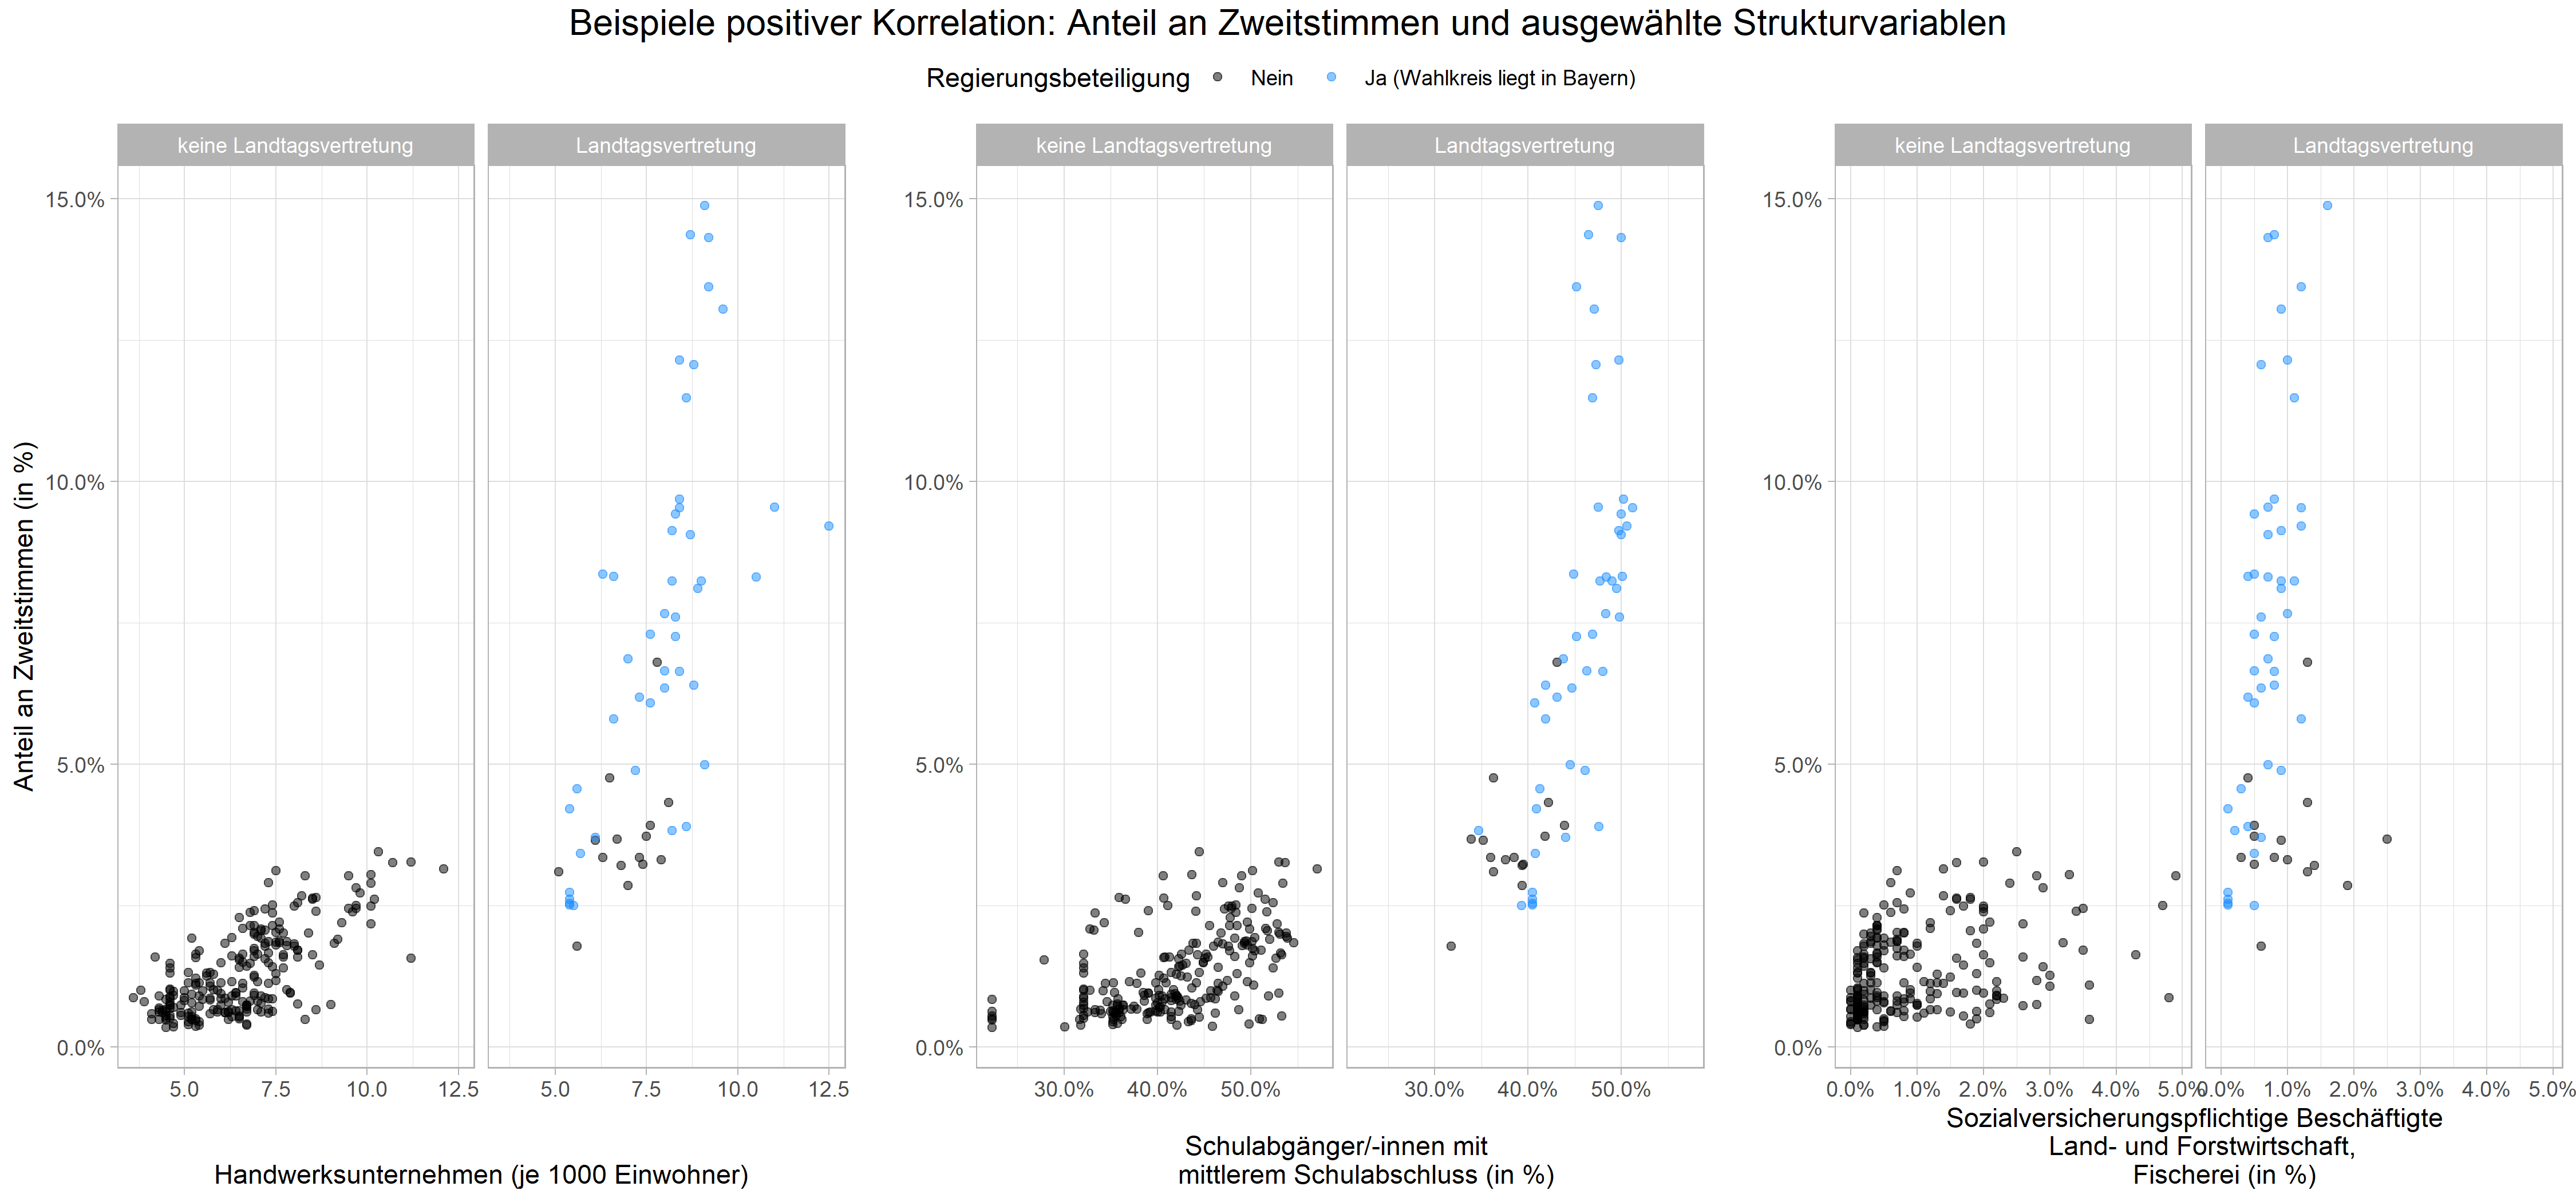 Beispiele positiver Korrelation: Anteil an Zweitstimmen und ausgewählte Strukturvariablen
Regierungsbeteiligung Nein Ja (Wahlkreis liegt in Bayern)
keine Landtagsvertretung Landtagsvertretung keine Landtagsvertretung Landtagsvertretung keine Landtagsvertretung Landtagsvertretung
Anteil an Zweitstimmen (in %)
15.0% 15.0% 15.0%
10.0% 10.0% 10.0%
5.0% 5.0% 5.0%
0.0% 0.0% 0.0%
5.0 7.5 10.0 12.5 5.0 7.5 10.0 12.5 30.0% 40.0% 50.0% 30.0% 40.0% 50.0% 0.0% 1.0% 2.0% 3.0% 4.0% 5.0% 0.0% 1.0% 2.0% 3.0% 4.0% 5.0%
Handwerksunternehmen (je 1000 Einwohner)
Schulabgänger/-innen mit
mittlerem Schulabschluss (in %)
Sozialversicherungspflichtige Beschäftigte
Land- und Forstwirtschaft,
Fischerei (in %)